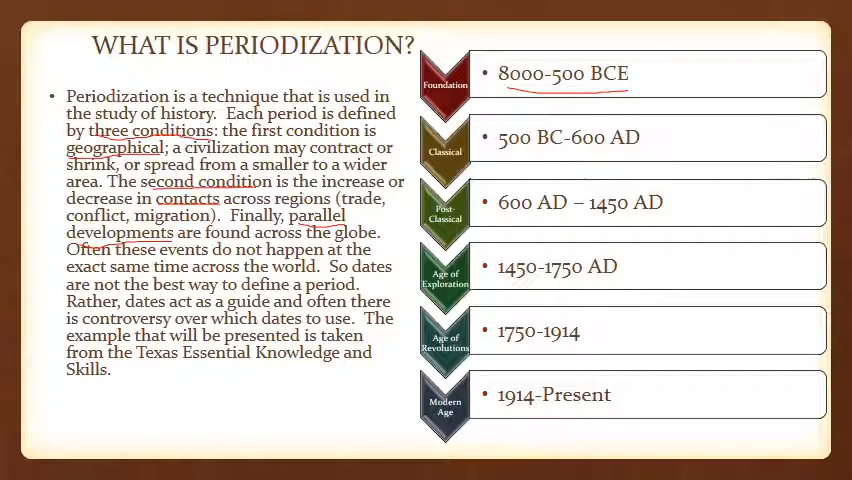 WHAT IS PERIODIZATION?
• Periodization is a technique that is used in
the study of history. Each period is defined
by three conditions: the first condition is
geographical; a civilization may contract or
shrink, or spread from a smaller to a wider
area. The second condition is the increase or
decrease in contacts across regions (trade,
conflict, migration). Finally, parallel
developments are found across the globe.
Often these events do not happen at the
exact same time across the world. So dates
are not the best way to define a period.
Rather, dates act as a guide and often there
is controversy over which dates to use. The
example that will be presented is taken
from the Texas Essential Knowledge and
Skills.
Foundation
• 8000-500 BCE
Classical
• 500 BC-600 AD
Post-
Classical
• 600 AD – 1450 AD
Age of
Exploration
• 1450-1750 AD
Age of
Revolutions
• 1750-1914
Modern
Age
• 1914-Present